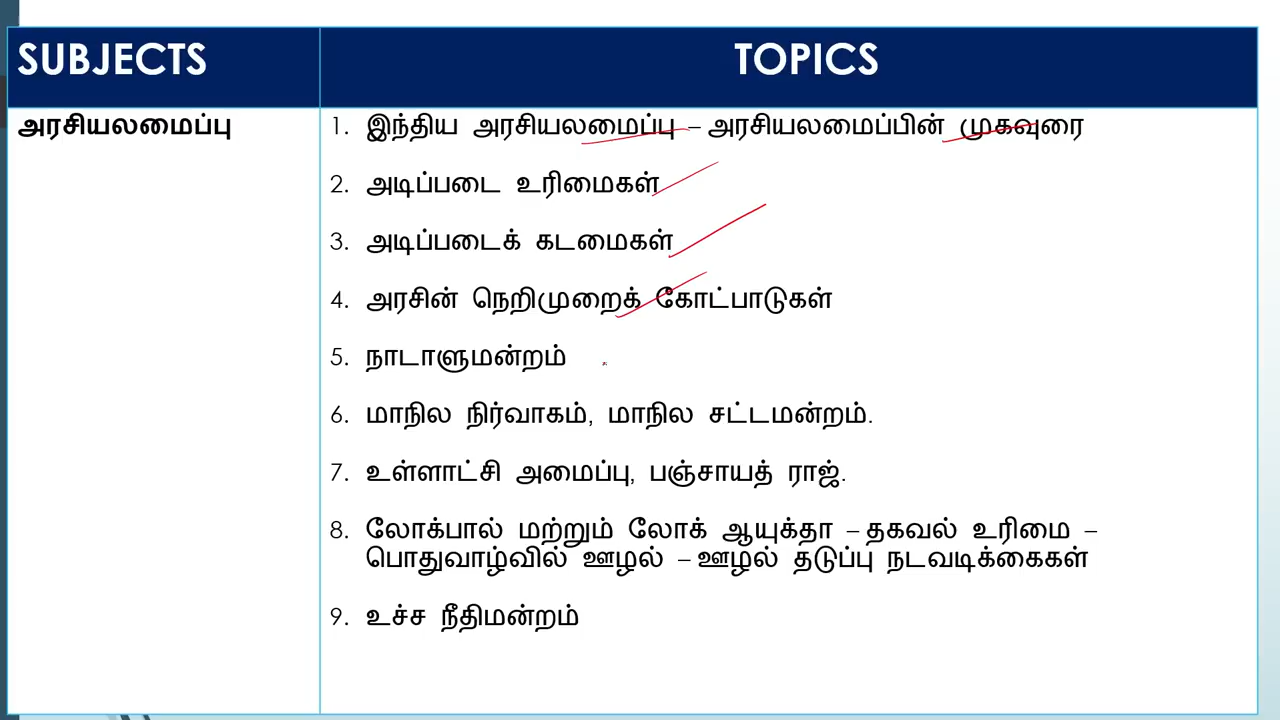 SUBJECTS TOPICS
அரசியலமைப்பு 1. இந்திய அரசியலமைப்பு – அரசியலமைப்பின் முகவுரை
2. அடிப்படை உரிமைகள்
3. அடிப்படைக் கடமைகள்
4. அரசின் நெறிமுறைக் கோட்பாடுகள்
5. நாடாளுமன்றம்
6. மாநில நிர்வாகம், மாநில சட்டமன்றம்.
7. உள்ளாட்சி அமைப்பு, பஞ்சாயத் ராஜ்.
8. லோக்பால் மற்றும் லோக் ஆயுக்தா – தகவல் உரிமை –
பொதுவாழ்வில் ஊழல் – ஊழல் தடுப்பு நடவடிக்கைகள்
9. உச்ச நீதிமன்றம்